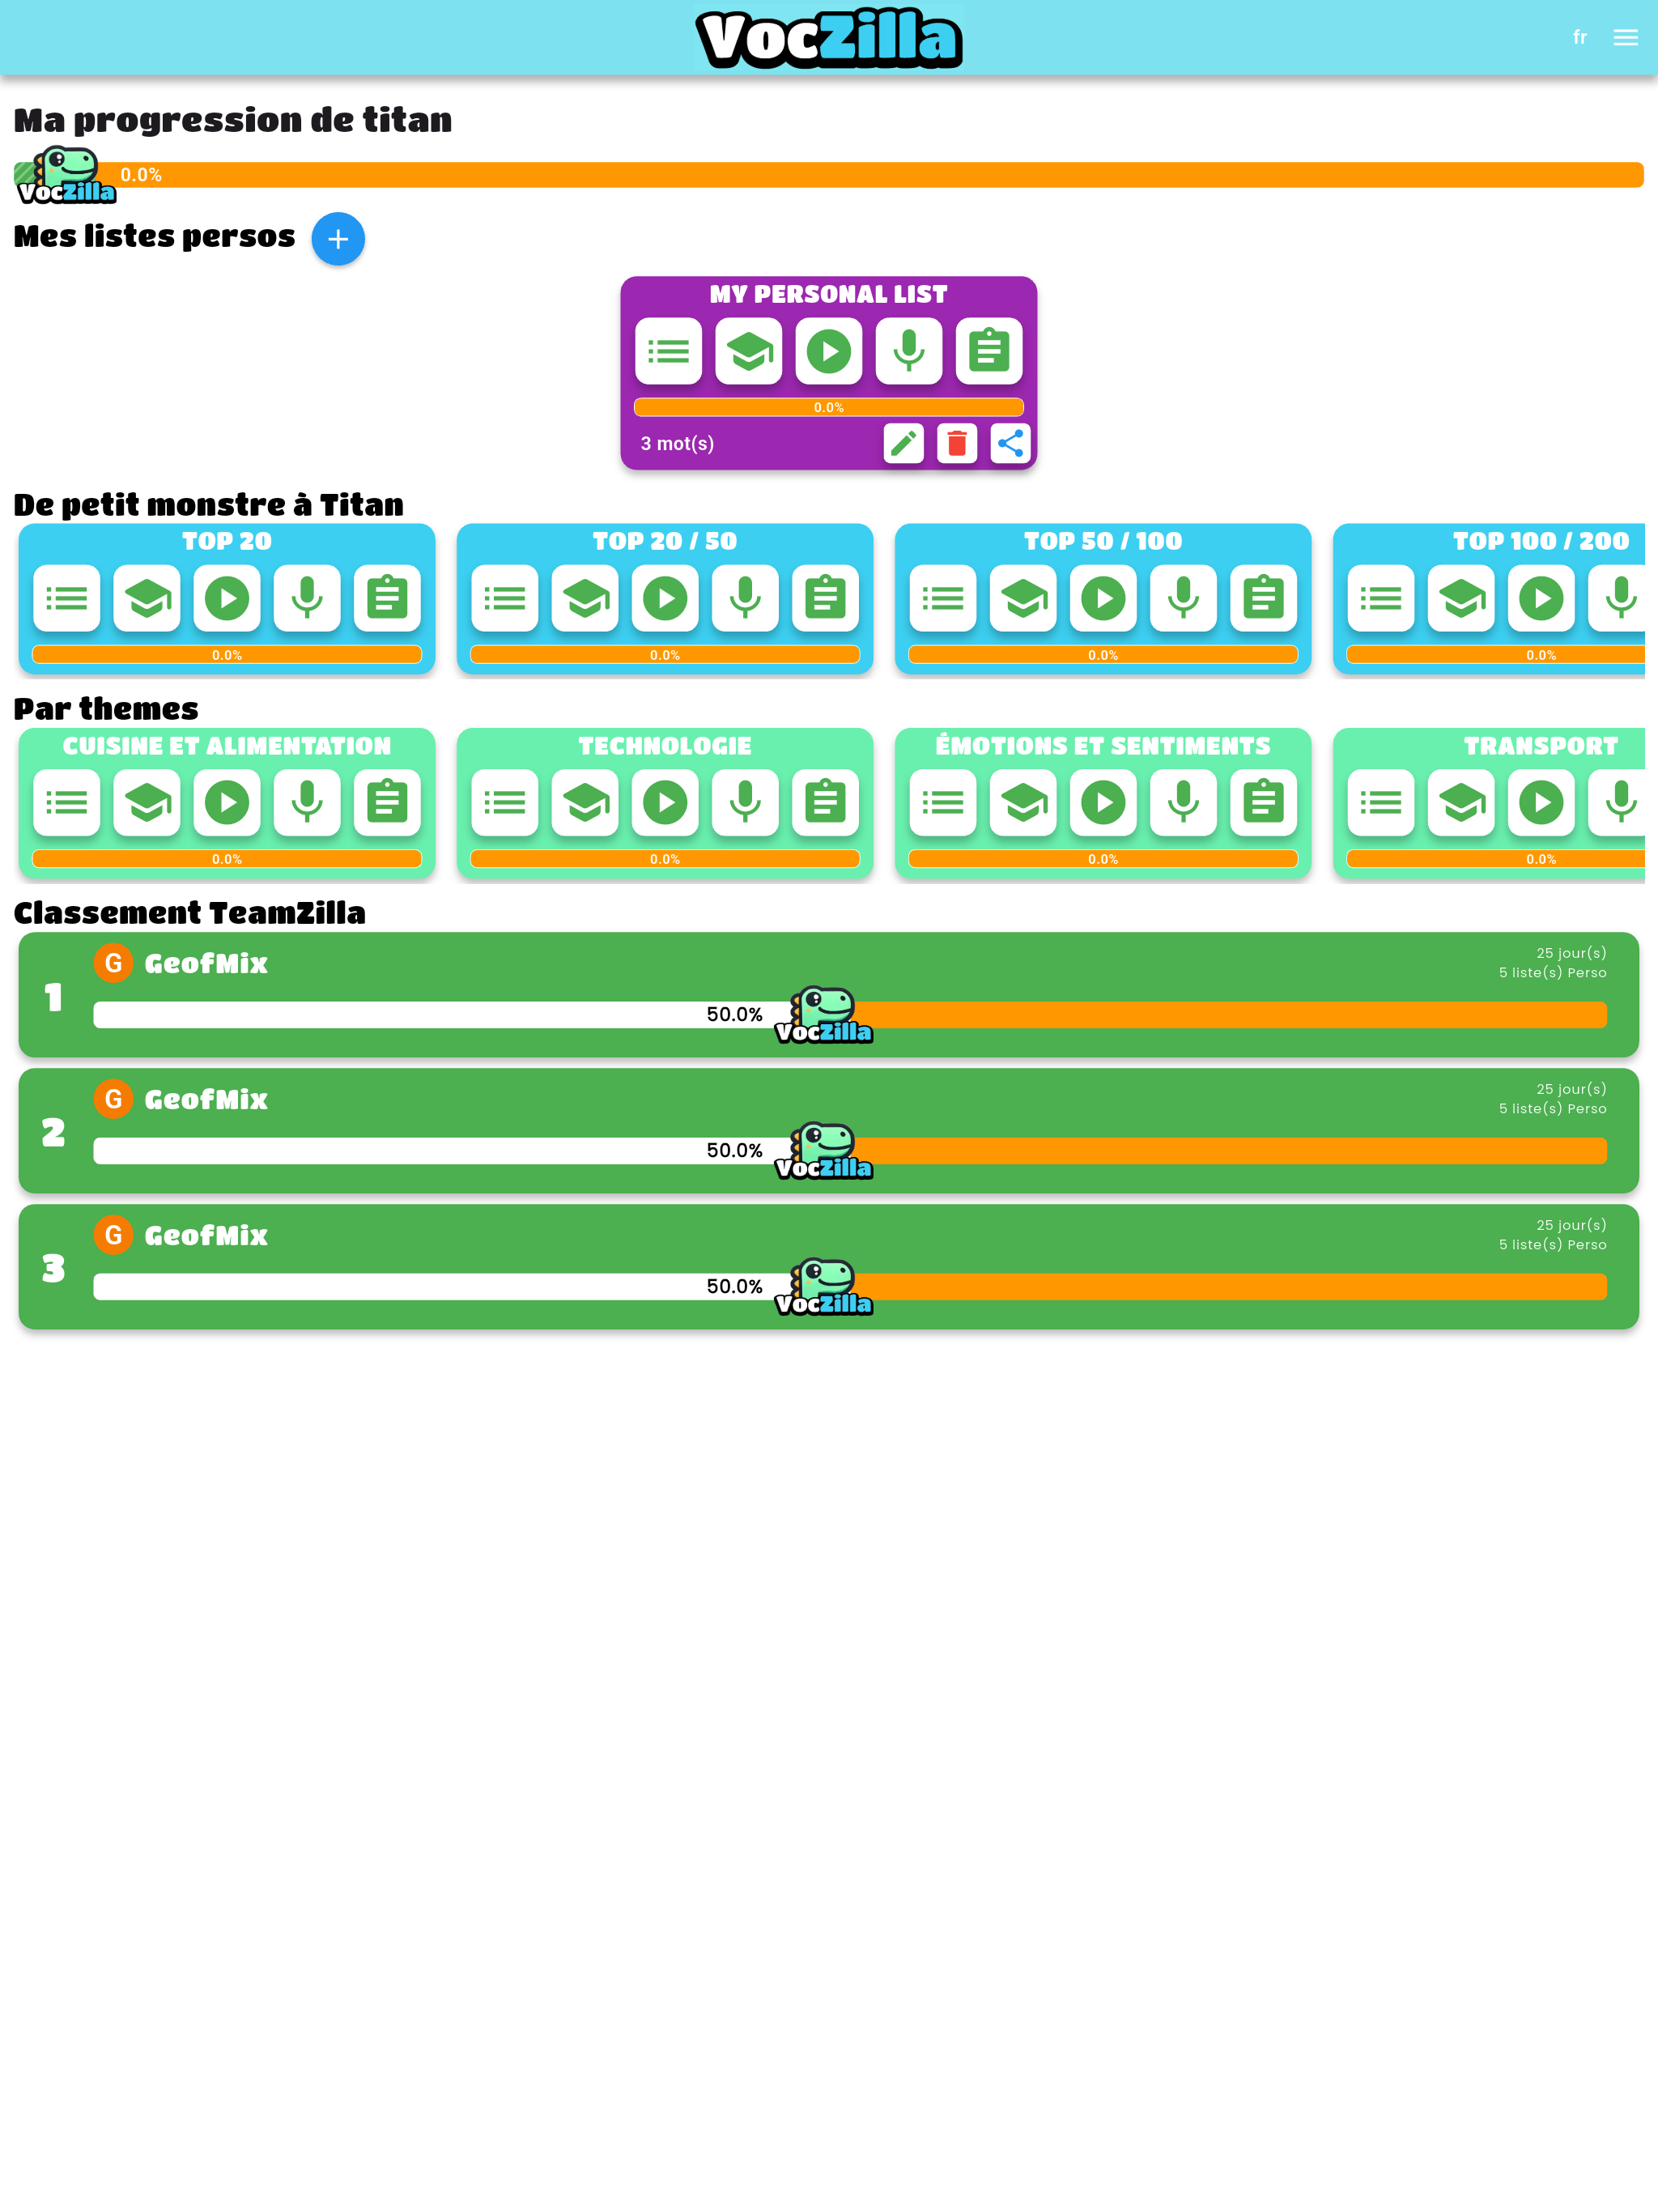 VocZilla
fr
Ma progression de titan
VocZilla
0.0%
Mes listes persos
MY PERSONAL LIST
0.0%
3 mot(s)
De petit monstre à Titan
TOP 20
TOP 20 / 50
TOP 50 / 100
TOP 100 / 200
0.0%
0.0%
0.0%
0.0%
Par themes
CUISINE ET ALIMENTATION
TECHNOLOGIE
ÉMOTIONS ET SENTIMENTS
TRANSPORT
0.0%
0.0%
0.0%
0.0%
Classement TeamZilla
1
G GeofMix
25 jour(s)
5 liste(s) Perso
50.0%
VocZilla
2
G GeofMix
25 jour(s)
5 liste(s) Perso
50.0%
VocZilla
3
G GeofMix
25 jour(s)
5 liste(s) Perso
50.0%
VocZilla